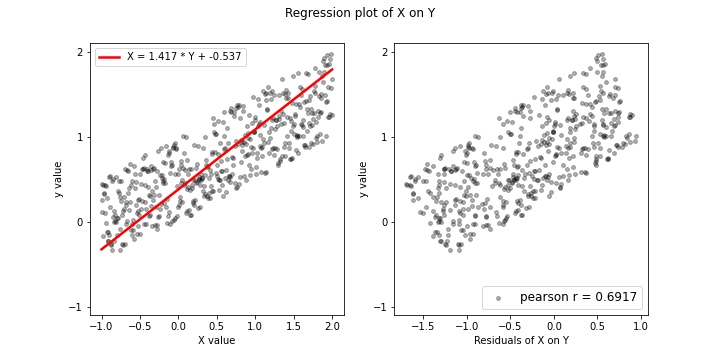 Regression plot of X on Y
X = 1.417 * Y + -0.537
y value
2
1
0
−1
−1.0 −0.5 0.0 0.5 1.0 1.5 2.0
X value
y value
2
1
0
−1
pearson r = 0.6917
−1.5 −1.0 −0.5 0.0 0.5 1.0
Residuals of X on Y